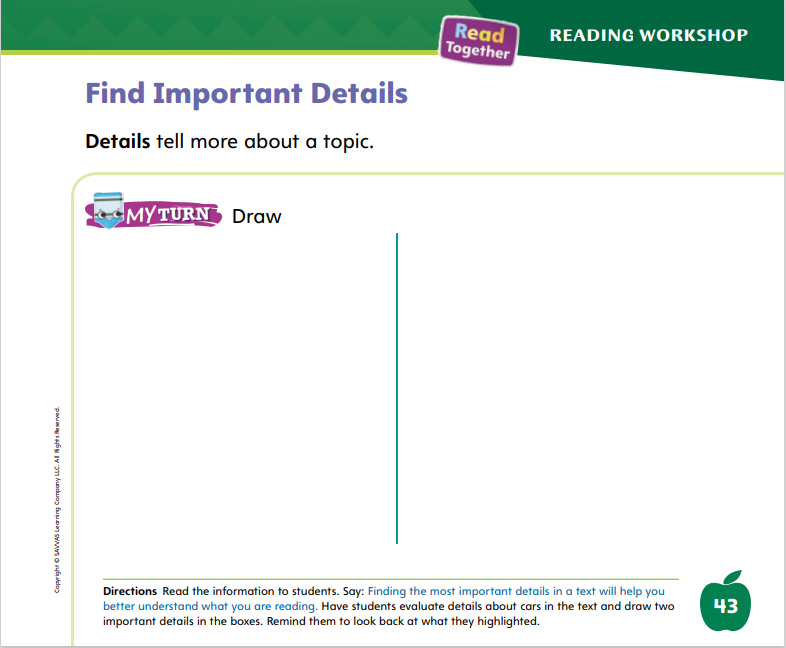 Read
Together
READING WORKSHOP
Find Important Details
Details tell more about a topic.
MY TURN Draw
Copyright © SAVVAS Learning Company LLC. All Rights Reserved.
Directions Read the information to students. Say: Finding the most important details in a text will help you
better understand what you are reading. Have students evaluate details about cars in the text and draw two
important details in the boxes. Remind them to look back at what they highlighted.
43